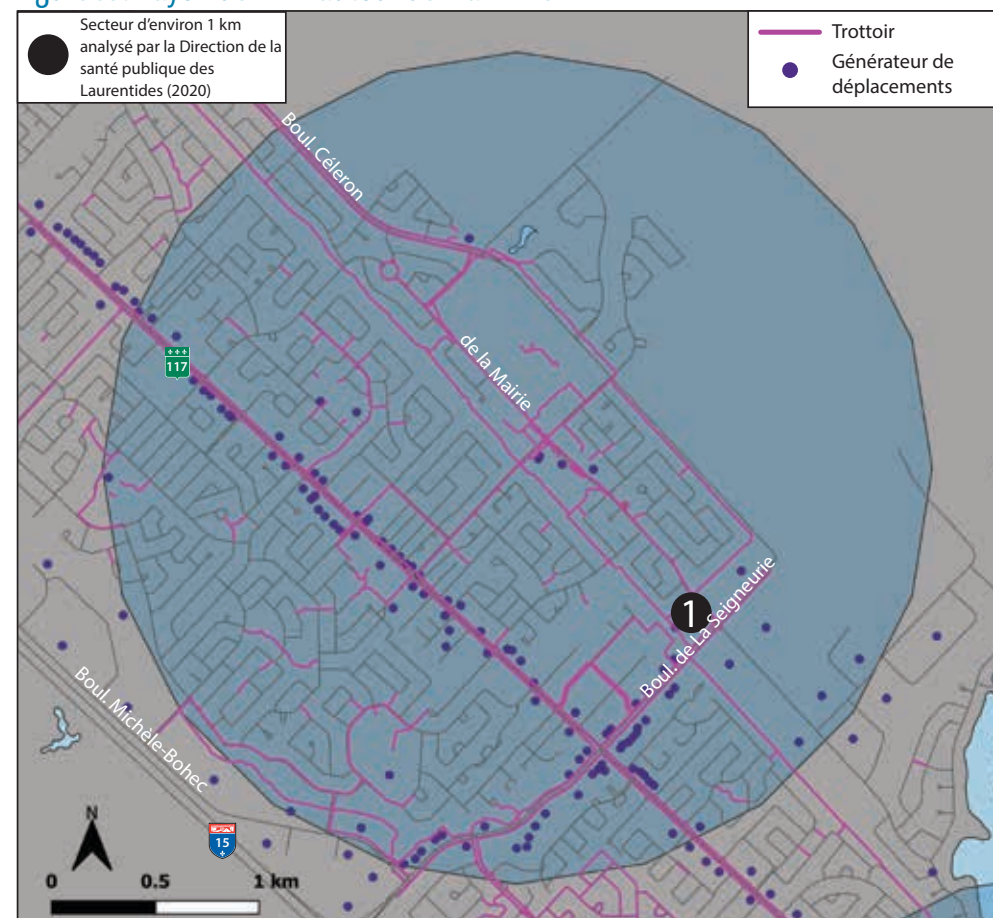 Secteur d'environ 1 km
analysé par la Direction de la
santé publique des
Laurentides (2020)
Trottoir
Générateur de
déplacements
Boul. Céleron
117
de la Mairie
1
Boul. de La Seigneurie
Boul. Michèle-Bohec
15
N
0 0.5 1 km